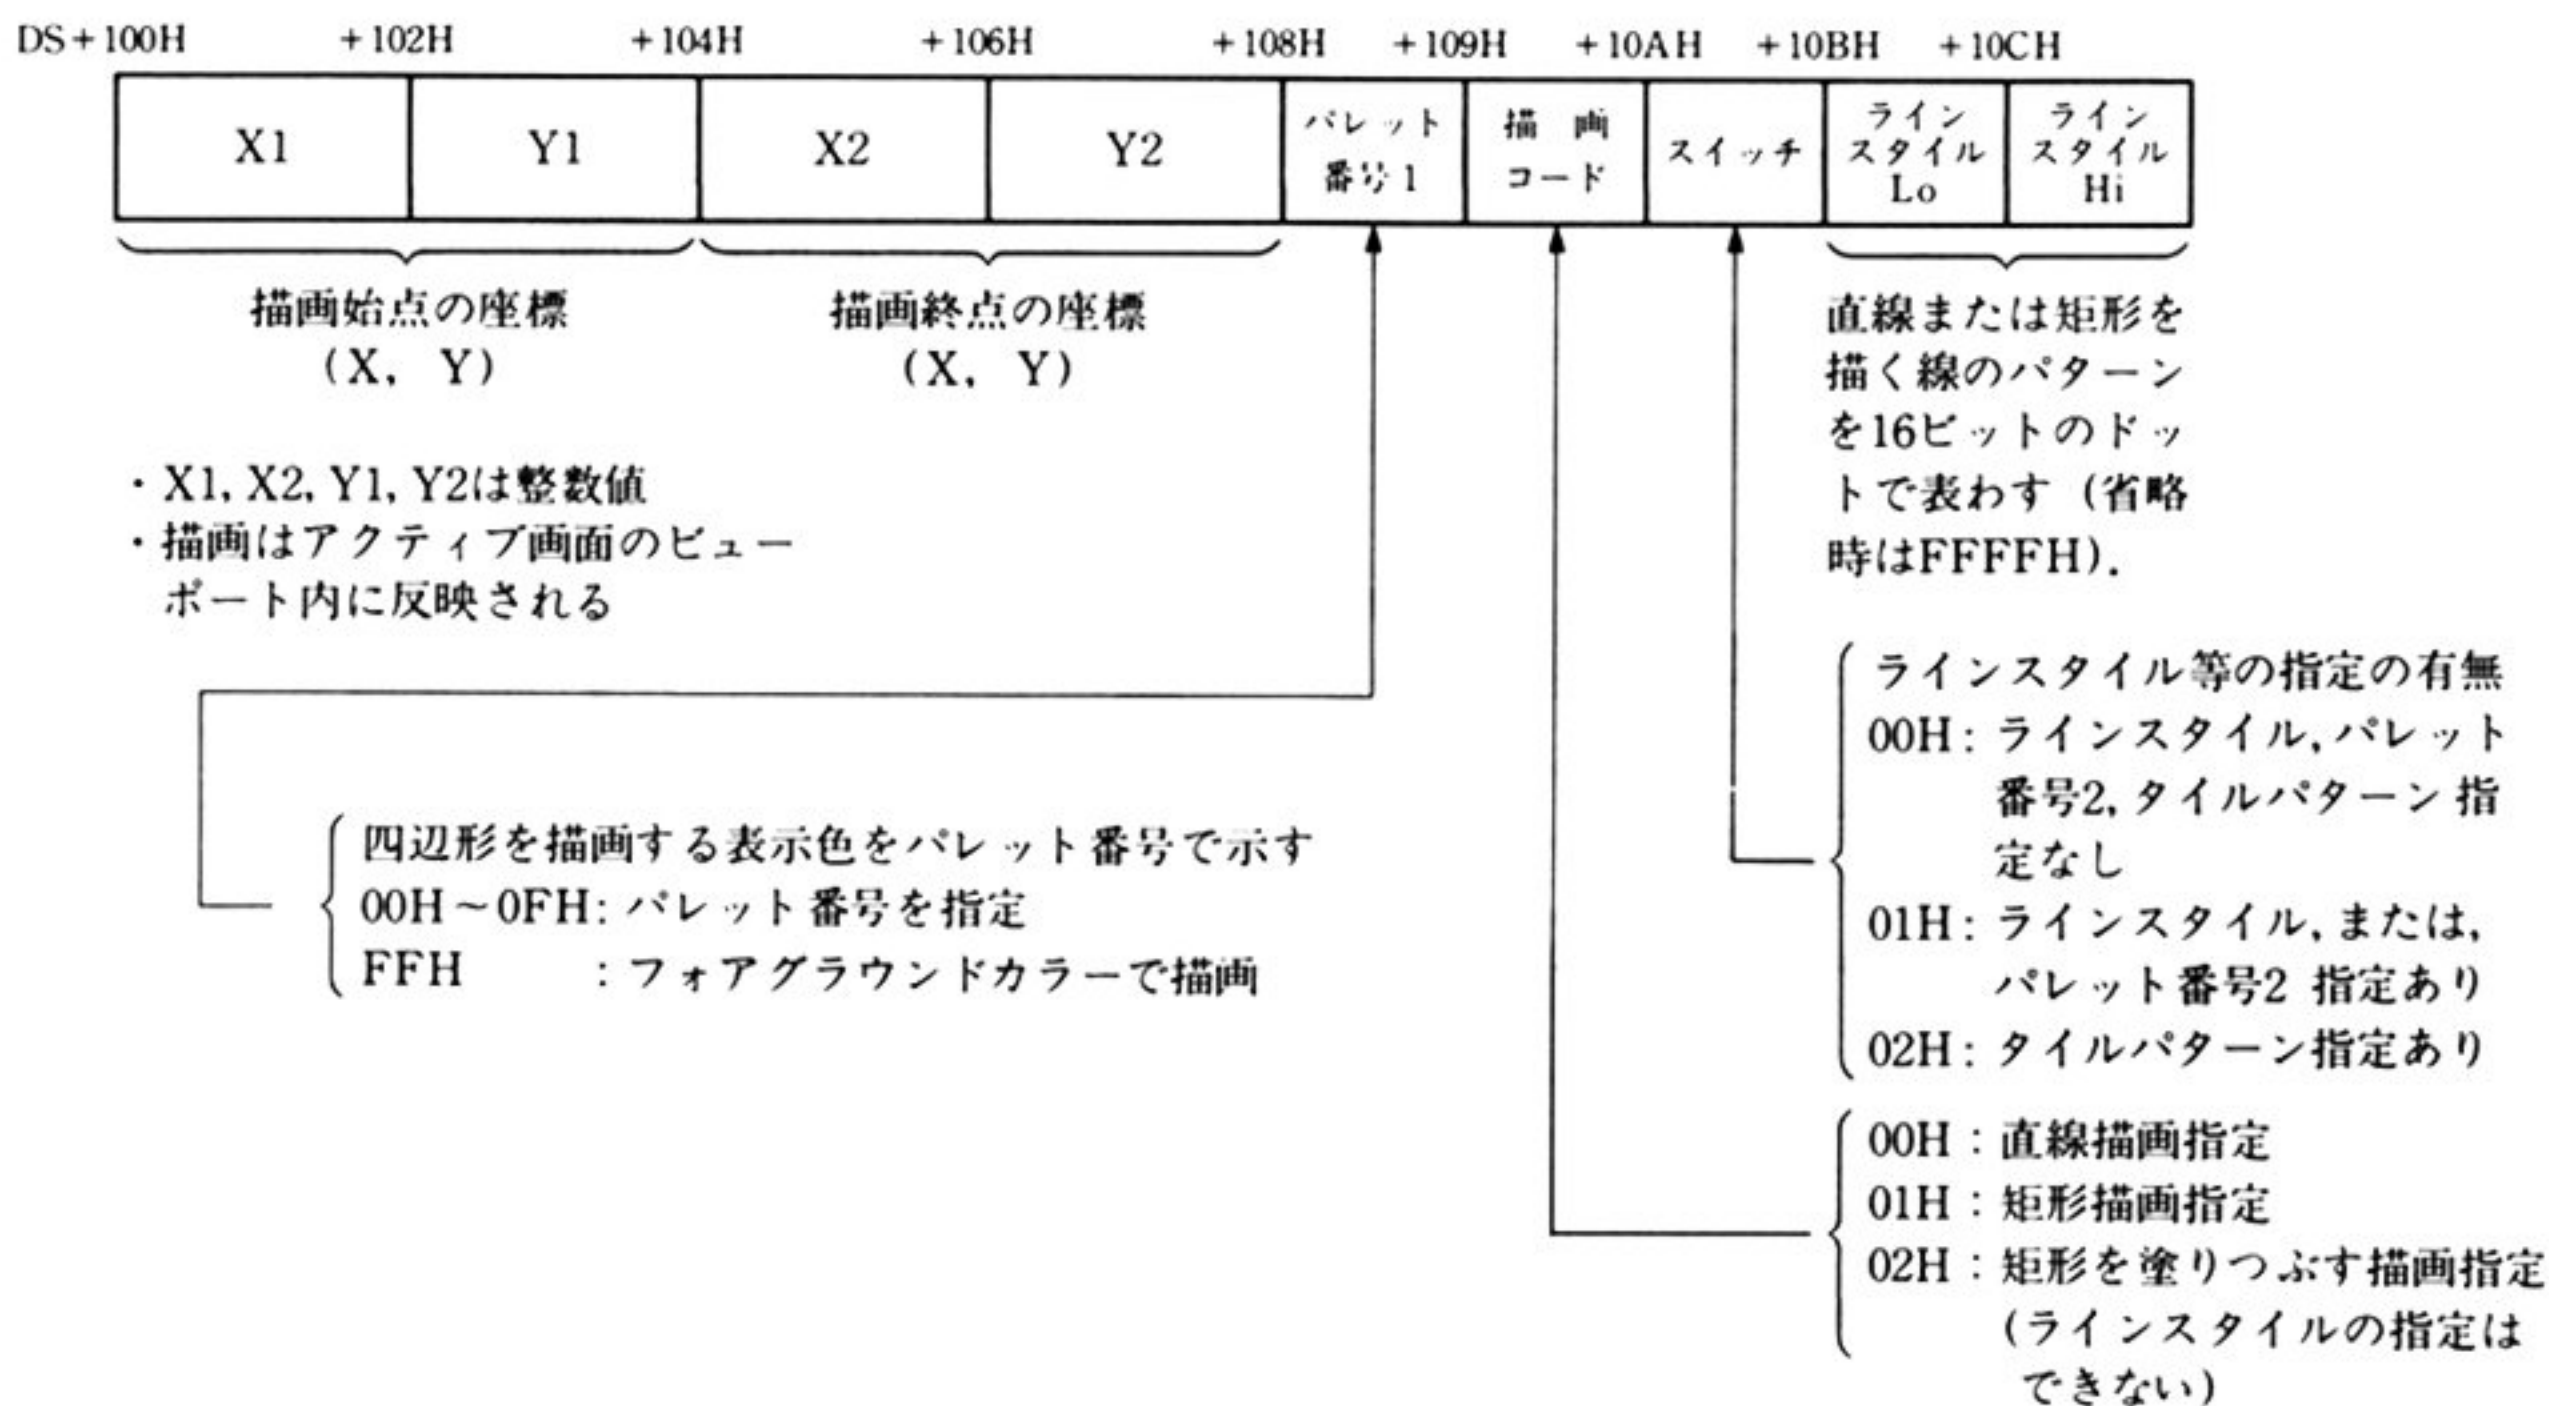 DS+100H +102H +104H +106H +108H +109H +10AH +10BH +10CH
X1
Y1
X2
Y2
パレット
番号1
描画
コード
スイッチ
ライン
スタイル
Lo
ライン
スタイル
Hi
描画始点の座標
(X, Y)
描画終点の座標
(X, Y)
直線または矩形を
描く線のパターン
を16ビットのドッ
トで表わす (省略
時はFFFFH).
・X1, X2, Y1, Y2は整数値
・描画はアクティブ画面のビュー
ポート内に反映される
四辺形を描画する表示色をパレット番号で示す
00H~0FH: パレット番号を指定
FFH : フォアグラウンドカラーで描画
ラインスタイル等の指定の有無
00H: ラインスタイル, パレット
番号2, タイルパターン 指
定なし
01H: ラインスタイル, または,
パレット番号2 指定あり
02H: タイルパターン指定あり
00H : 直線描画指定
01H : 矩形描画指定
02H : 矩形を塗りつぶす描画指定
(ラインスタイルの指定は
できない)